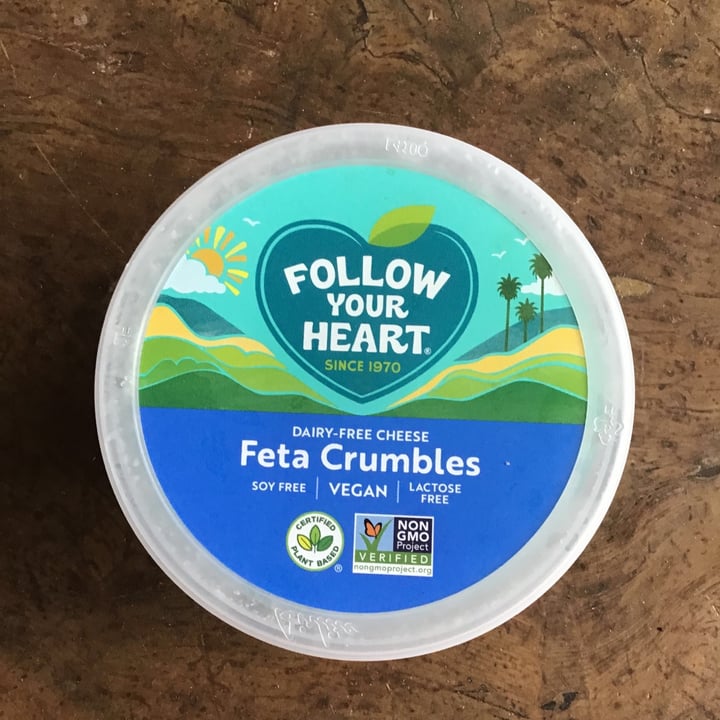 FOLLOW
YOUR
HEART®
SINCE 1970
DAIRY-FREE CHEESE
Feta Crumbles
SOY FREE | VEGAN | LACTOSE FREE
CERTIFIED
PLANT BASED ®
NON
GMO
Project
VERIFIED
nongmoproject.org